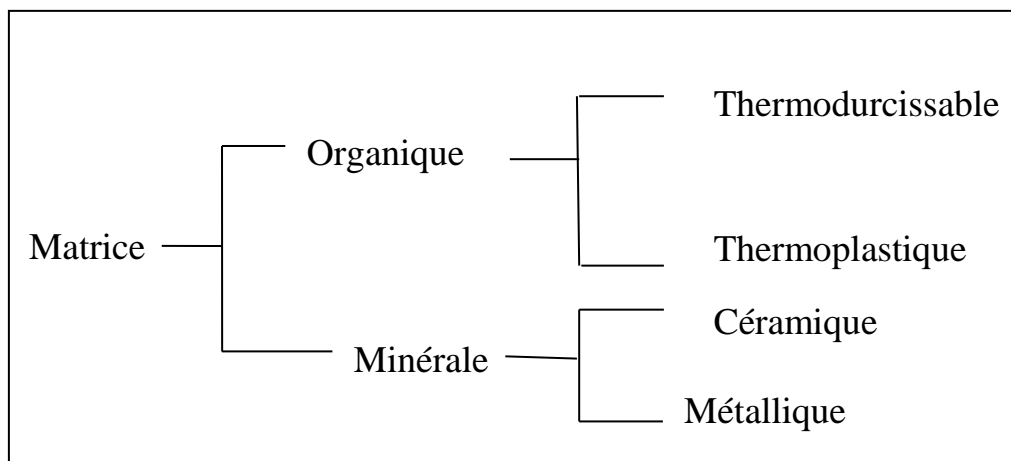 Thermodurcissable
Organique
Matrice
Thermoplastique
Céramique
Minérale
Métallique